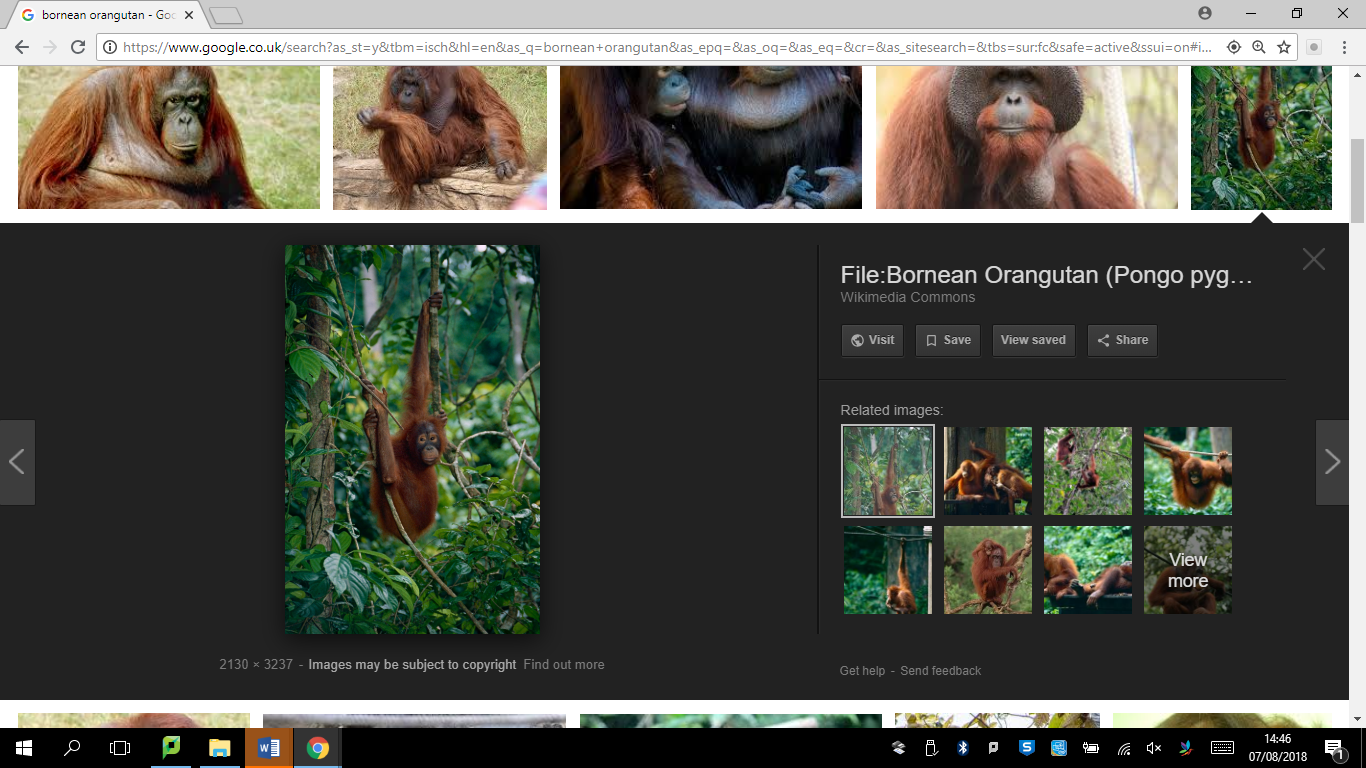 bornean orangutan - Goo
https://www.google.co.uk/search?as_st=y&tbm=isch&hl=en&as_q=bornean+orangutan&as_epq=&as_oq=&as_eq=&cr=&as_sitesearch=&tbs=sur:fc&safe=active&ssui=on#i...
File:Bornean Orangutan (Pongo pyg...
Wikimedia Commons
Visit Save View saved Share
Related images:
View
more
2130 × 3237 - Images may be subject to copyright Find out more
Get help - Send feedback
14:46
07/08/2018
1